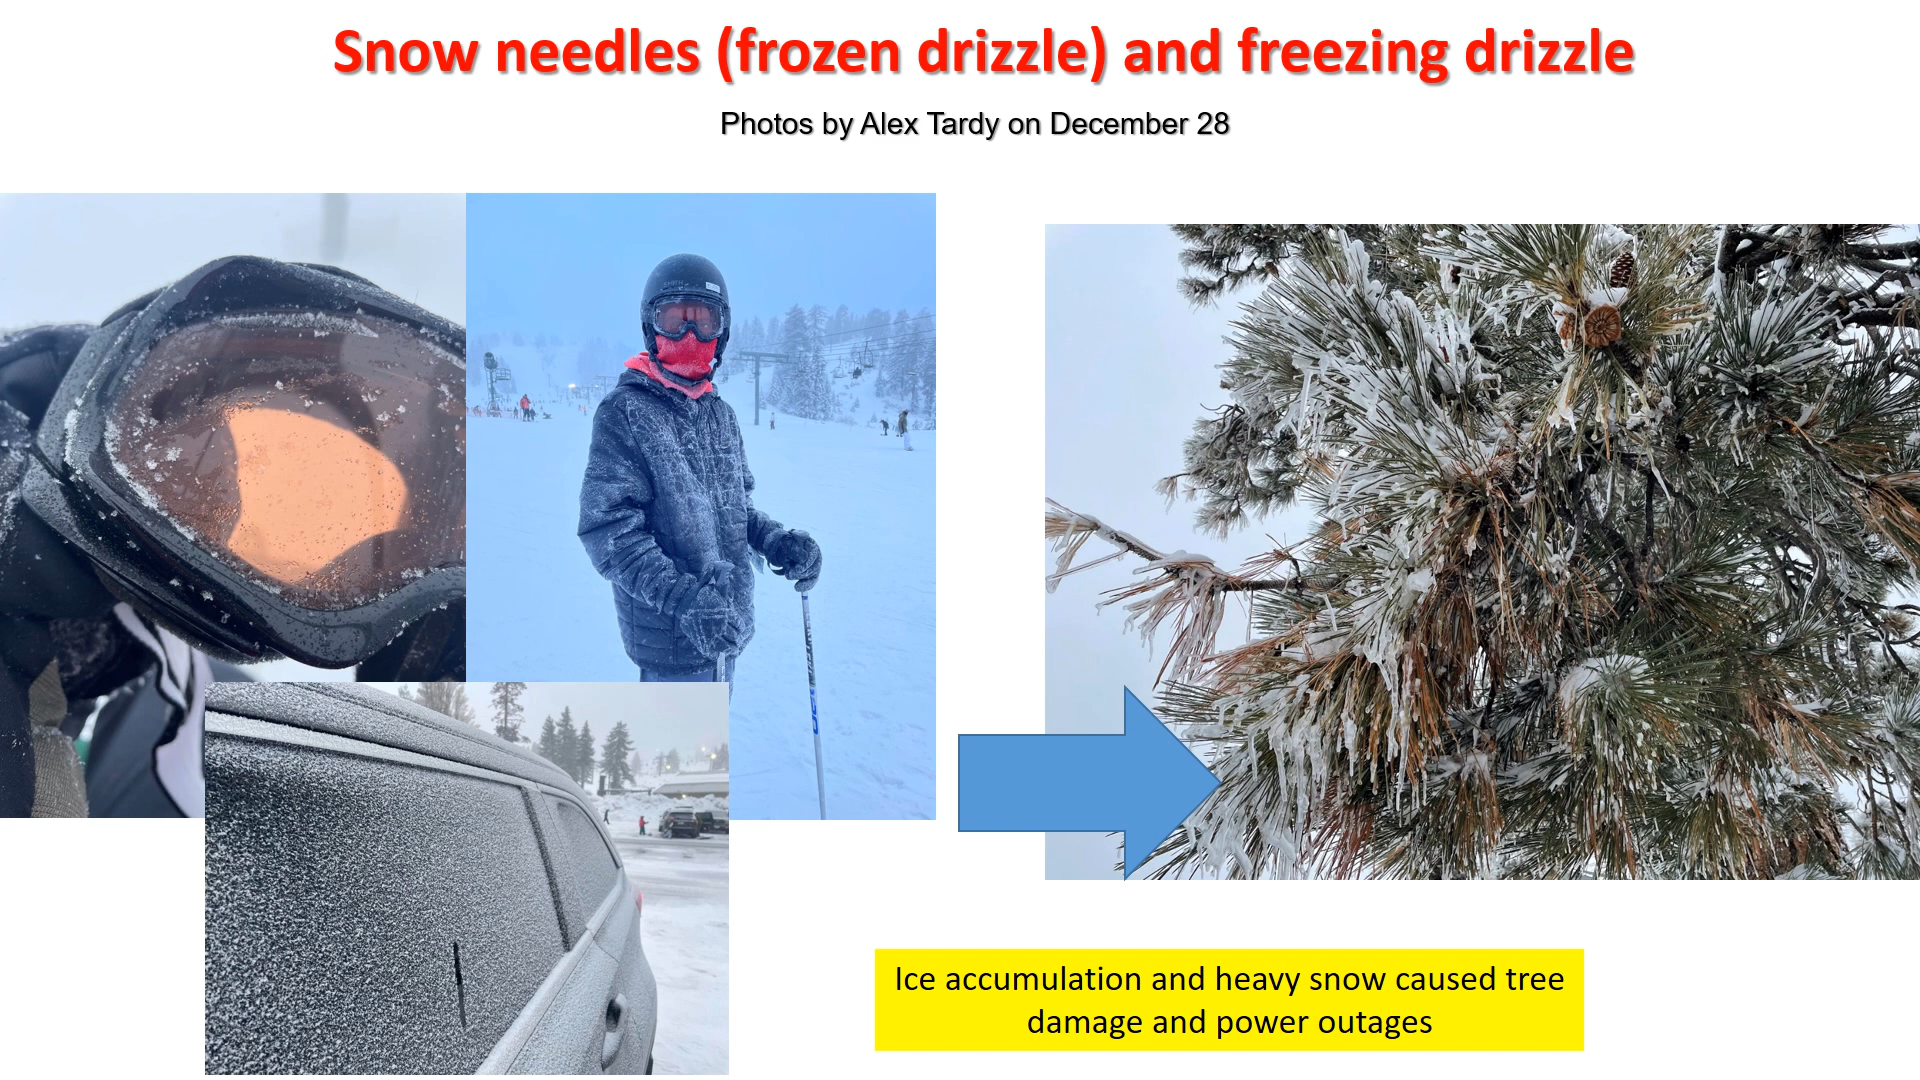 Snow needles (frozen drizzle) and freezing drizzle
Photos by Alex Tardy on December 28
Ice accumulation and heavy snow caused tree
damage and power outages